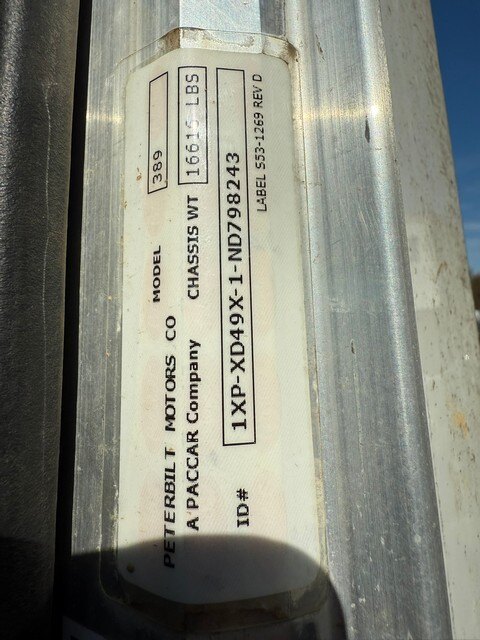 PETERBILT MOTORS CO MODEL 389
A PACCAR Company CHASSIS WT 16615 LBS
ID# 1XP-XD49X-1-ND798243
LABEL S53-1269 REV D